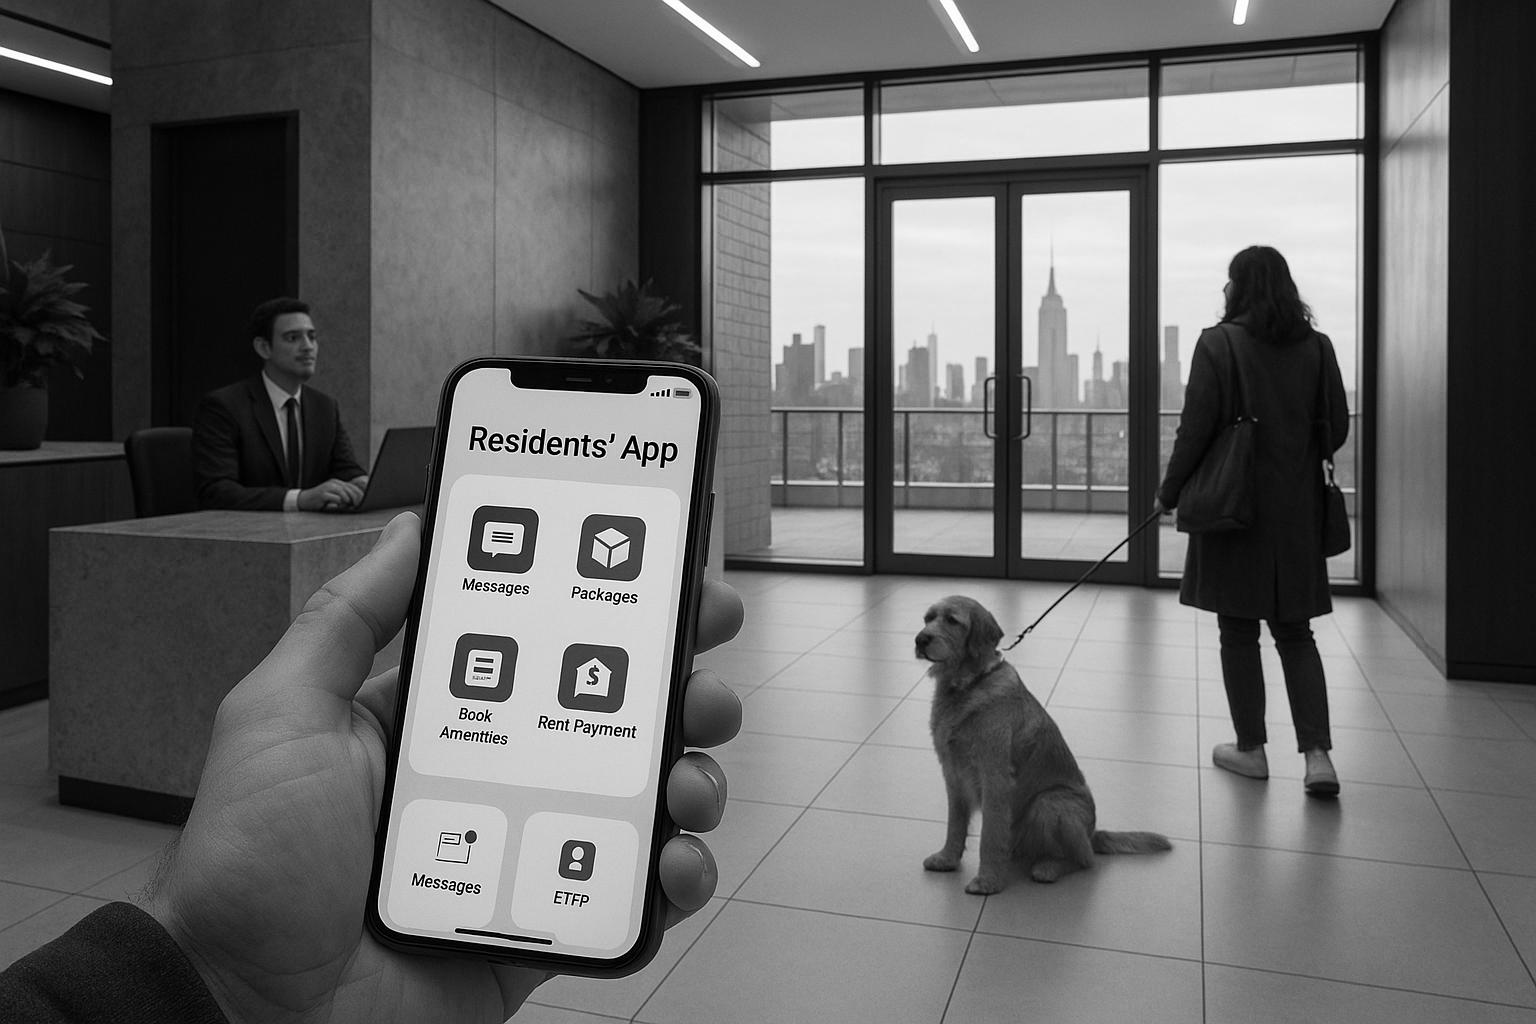 Residents’ App
Messages
Packages
Book
Amentties
Rent Payment
Messages
ETFP